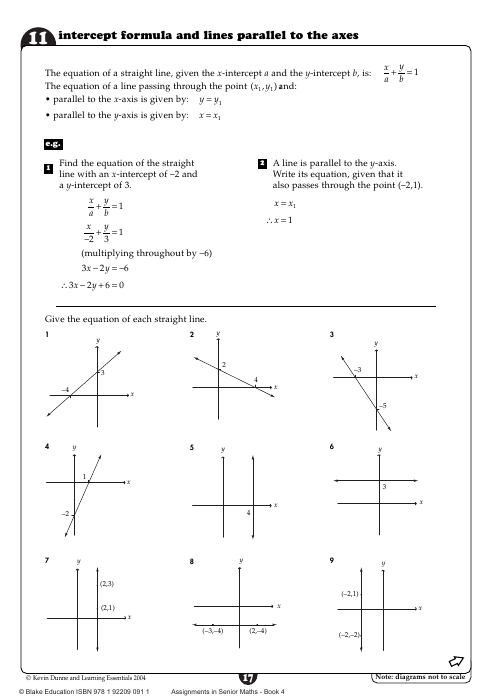 11 intercept formula and lines parallel to the axes
The equation of a straight line, given the x-intercept a and the y-intercept b, is: x/a + y/b = 1
The equation of a line passing through the point (x₁, y₁) and:
• parallel to the x-axis is given by: y = y₁
• parallel to the y-axis is given by: x = x₁
e.g.
1 Find the equation of the straight
line with an x-intercept of –2 and
a y-intercept of 3.
x/a + y/b = 1
x/–2 + y/3 = 1
(multiplying throughout by –6)
3x – 2y = –6
∴ 3x – 2y + 6 = 0
2 A line is parallel to the y-axis.
Write its equation, given that it
also passes through the point (–2,1).
x = x₁
∴ x = 1
Give the equation of each straight line.
1
y
3
–4
x
2
y
2
4
x
3
y
–3
x
–5
4
y
1
x
–2
5
y
x
4
6
y
3
x
7
y
(2,3)
(2,1)
x
8
y
x
(–3,–4) (2,–4)
9
y
(–2,1)
x
(–2,–2)
© Kevin Dunne and Learning Essentials 2004
17
Note: diagrams not to scale
© Blake Education ISBN 978 1 92209 091 1 Assignments in Senior Maths - Book 4